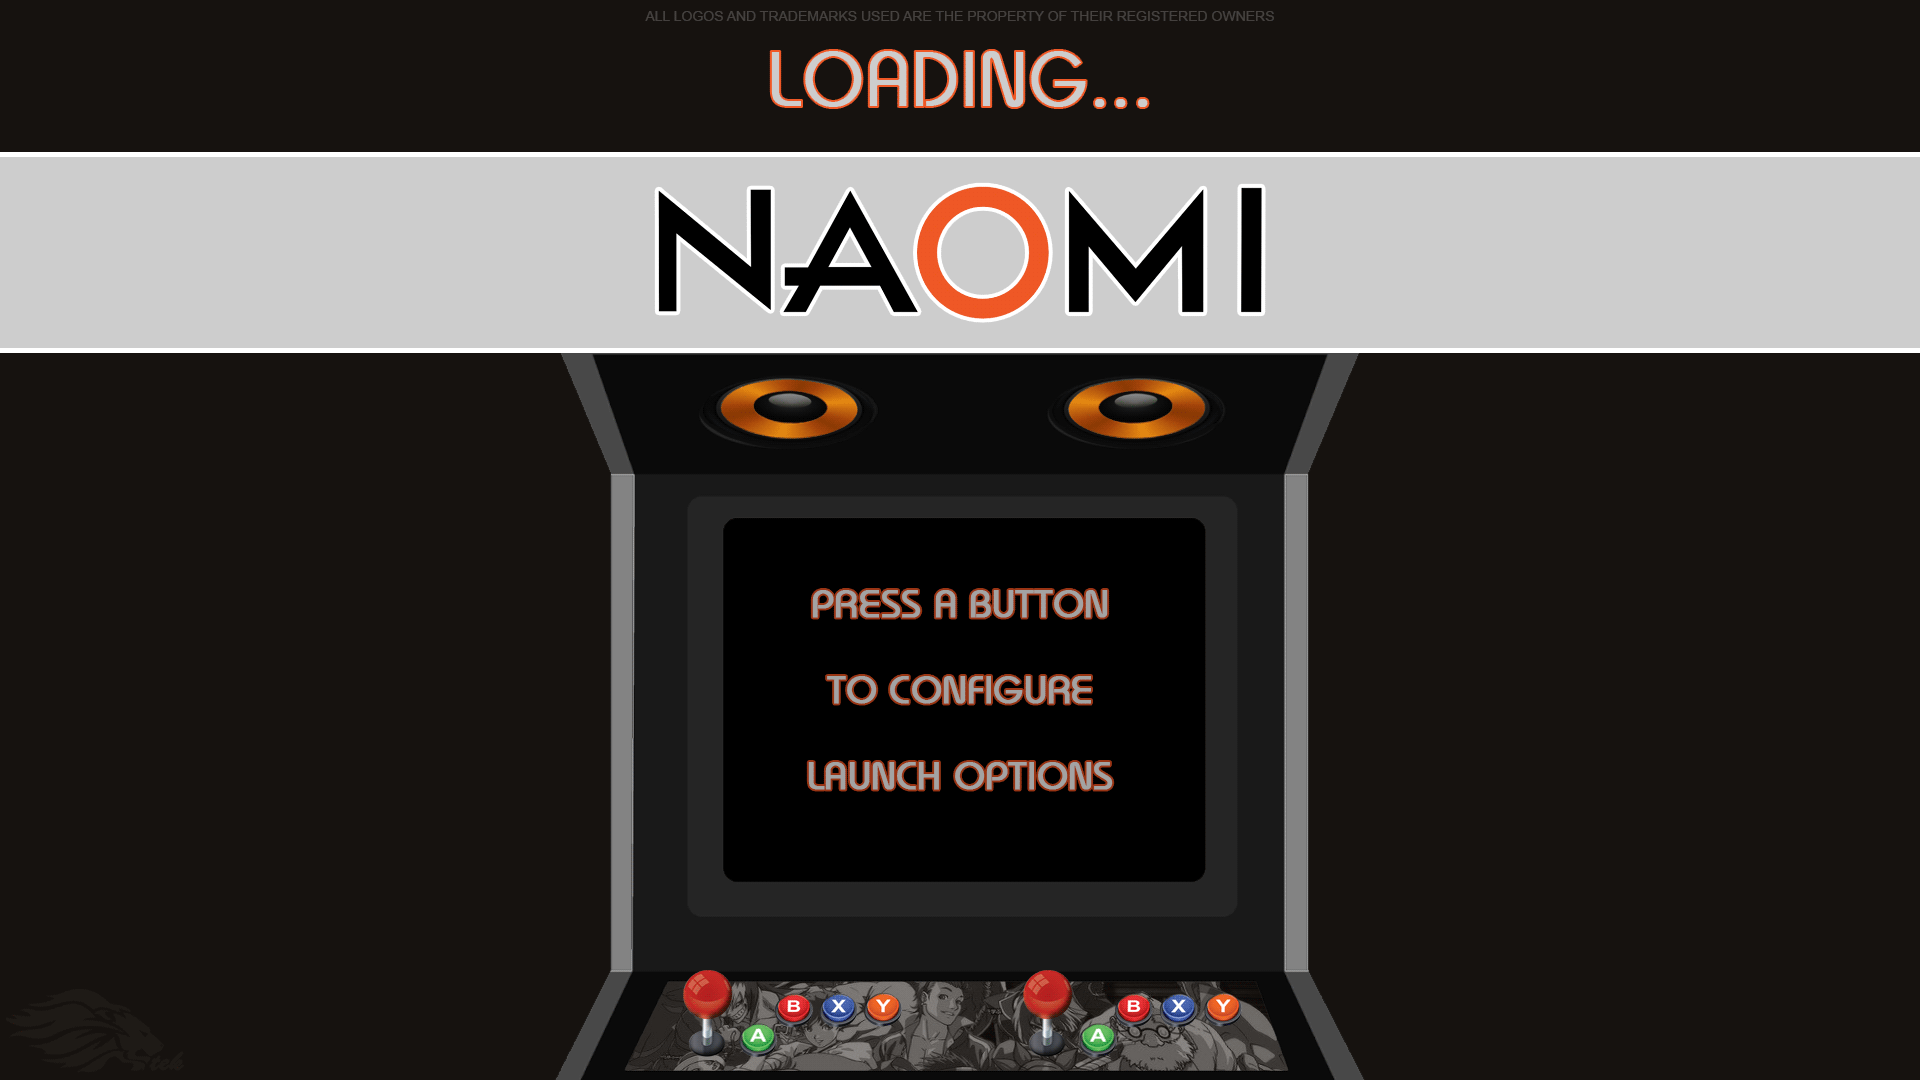 ALL LOGOS AND TRADEMARKS USED ARE THE PROPERTY OF THEIR REGISTERED OWNERS
LOADING...
NAOMI
PRESS A BUTTON
TO CONFIGURE
LAUNCH OPTIONS
B X Y B X Y
A A